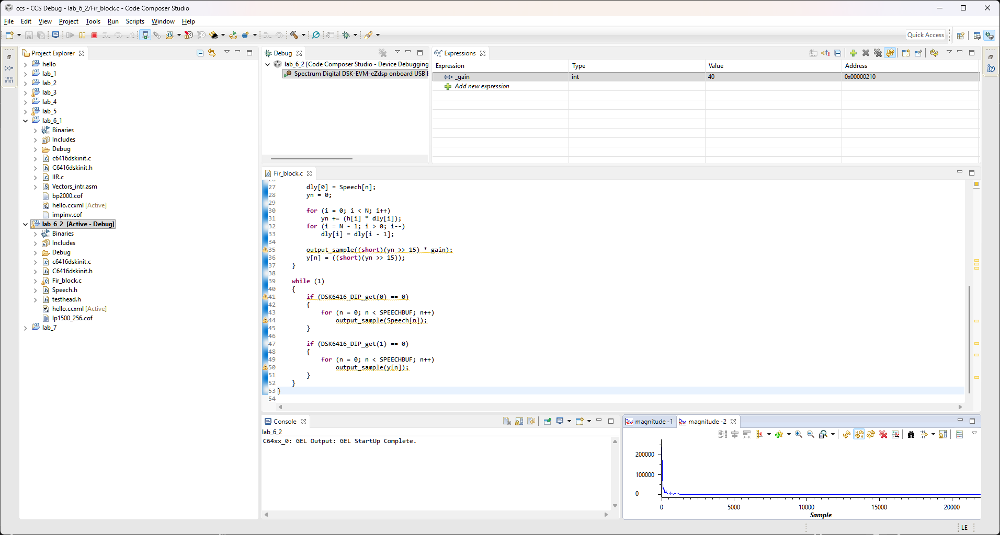 ccs - CCS Debug - lab_6_2/Fir_block.c - Code Composer Studio
File Edit View Project Tools Run Scripts Window Help
Quick Access
Project Explorer
hello
lab_1
lab_2
lab_3
lab_4
lab_5
lab_6_1
Binaries
Includes
Debug
c6416dskinit.c
C6416dskinit.h
IIR.c
Vectors_intr.asm
bp2000.cof
hello.ccxml [Active]
impinv.cof
lab_6_2 [Active - Debug]
Binaries
Includes
Debug
c6416dskinit.c
C6416dskinit.h
Fir_block.c
Speech.h
testhead.h
hello.ccxml [Active]
lp1500_256.cof
lab_7
Debug
lab_6_2 [Code Composer Studio - Device Debugging
Spectrum Digital DSK-EVM-eZdsp onboard USB E
Expressions
Expression Type Value Address
(x)= _gain int 40 0x00000210
Add new expression
Fir_block.c
26
27 dly[0] = Speech[n];
28 yn = 0;
29
30 for (i = 0; i < N; i++)
31 yn += (h[i] * dly[i]);
32 for (i = N - 1; i > 0; i--)
33 dly[i] = dly[i - 1];
34
35 output_sample((short)(yn >> 15) * gain);
36 y[n] = ((short)(yn >> 15));
37 }
38
39 while (1)
40 {
41 if (DSK6416_DIP_get(0) == 0)
42 {
43 for (n = 0; n < SPEECHBUF; n++)
44 output_sample(Speech[n]);
45 }
46
47 if (DSK6416_DIP_get(1) == 0)
48 {
49 for (n = 0; n < SPEECHBUF; n++)
50 output_sample(y[n]);
51 }
52 }
53 }
54
Console
lab_6_2
C64xx_0: GEL Output: GEL StartUp Complete.
magnitude -1 magnitude -2
200000
100000
0
0 5000 10000 15000 20000
Sample
LE